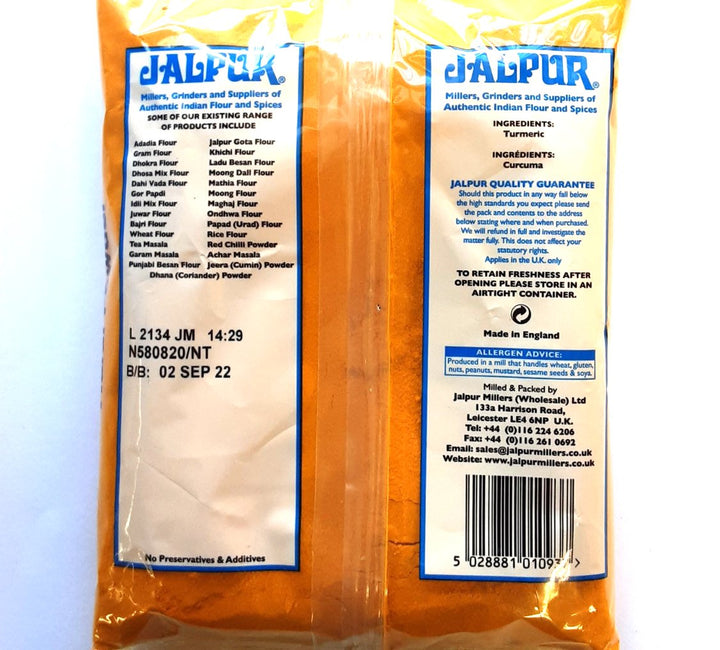 JALPUR®
Millers, Grinders and Suppliers of
Authentic Indian Flour and Spices
SOME OF OUR EXISTING RANGE
OF PRODUCTS INCLUDE
Adadia Flour
Gram Flour
Dhokra Flour
Dhosa Mix Flour
Dahi Vada Flour
Gor Papdi
Idli Mix Flour
Juwar Flour
Bajri Flour
Wheat Flour
Tea Masala
Garam Masala
Punjabi Besan Flour
Jalpur Gota Flour
Khichi Flour
Ladu Besan Flour
Moong Dall Flour
Mathia Flour
Moong Flour
Maghaj Flour
Ondhwa Flour
Papad (Urad) Flour
Rice Flour
Red Chilli Powder
Achar Masala
Jeera (Cumin) Powder
Dhana (Coriander) Powder
L 2134 JM 14:29
N580820/NT
B/B: 02 SEP 22
No Preservatives & Additives
JALPUR®
Millers, Grinders and Suppliers of
Authentic Indian Flour and Spices
INGREDIENTS:
Turmeric
INGRÉDIENTS:
Curcuma
JALPUR QUALITY GUARANTEE
Should this product in any way fall below
the high standards you expect please send
the pack and contents to the address
below stating where and when purchased.
We will refund in full and investigate the
matter fully. This does not affect your
statutory rights.
Applies in the U.K. only
TO RETAIN FRESHNESS AFTER
OPENING PLEASE STORE IN AN
AIRTIGHT CONTAINER.
Made in England
ALLERGEN ADVICE:
Produced in a mill that handles wheat, gluten,
nuts, peanuts, mustard, sesame seeds & soya.
Milled & Packed by
Jalpur Millers (Wholesale) Ltd
133a Harrison Road,
Leicester LE4 6NP U.K.
Tel: +44 (0)116 224 6206
Fax: +44 (0)116 261 0692
Email: sales@jalpurmillers.co.uk
Website: www.jalpurmillers.co.uk
5 028881 01093